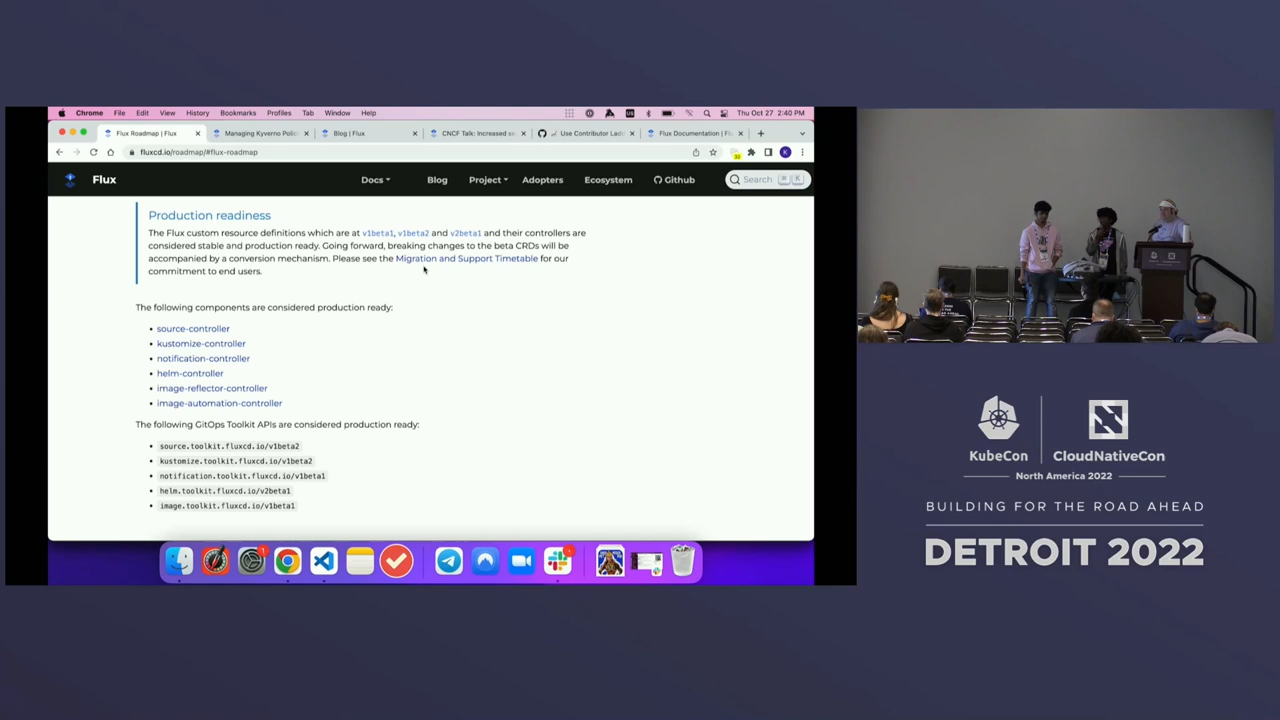 Chrome File Edit View History Bookmarks Profiles Tab Window Help Thu Oct 27 2:40 PM
Flux Roadmap | Flux Managing Kyverno Polic Blog | Flux CNCF Talk: Increased se Use Contributor Ladd Flux Documentation | Flu
fluxcd.io/roadmap/#flux-roadmap
Flux Docs Blog Project Adopters Ecosystem Github Search ⌘ K
Production readiness
The Flux custom resource definitions which are at v1beta1, v1beta2 and v2beta1 and their controllers are
considered stable and production ready. Going forward, breaking changes to the beta CRDs will be
accompanied by a conversion mechanism. Please see the Migration and Support Timetable for our
commitment to end users.
The following components are considered production ready:
source-controller
kustomize-controller
notification-controller
helm-controller
image-reflector-controller
image-automation-controller
The following GitOps Toolkit APIs are considered production ready:
source.toolkit.fluxcd.io/v1beta2
kustomize.toolkit.fluxcd.io/v1beta2
notification.toolkit.fluxcd.io/v1beta1
helm.toolkit.fluxcd.io/v2beta1
image.toolkit.fluxcd.io/v1beta1
KubeCon CloudNativeCon
North America 2022
BUILDING FOR THE ROAD AHEAD
DETROIT 2022